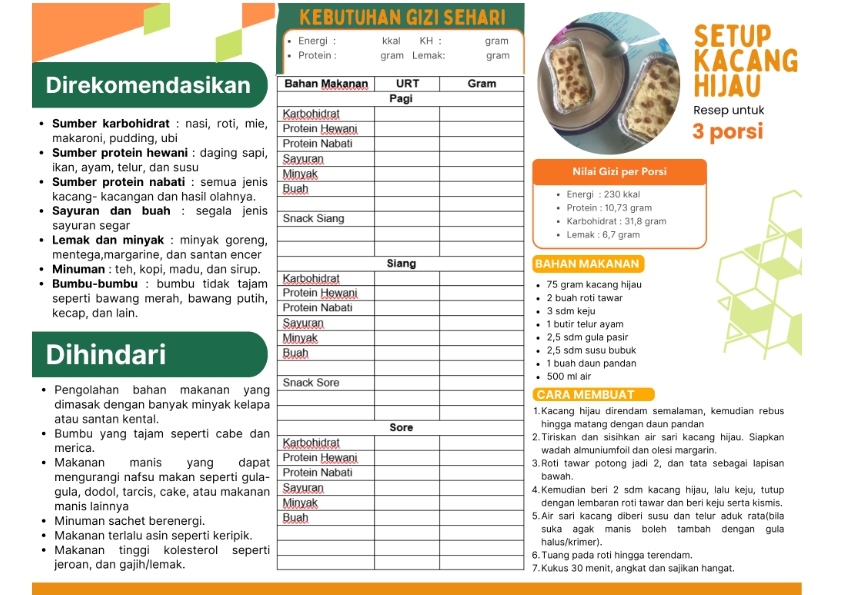 Direkomendasikan
• Sumber karbohidrat : nasi, roti, mie,
makaroni, pudding, ubi
• Sumber protein hewani : daging sapi,
ikan, ayam, telur, dan susu
• Sumber protein nabati : semua jenis
kacang- kacangan dan hasil olahnya.
• Sayuran dan buah : segala jenis
sayuran segar
• Lemak dan minyak : minyak goreng,
mentega,margarine, dan santan encer
• Minuman : teh, kopi, madu, dan sirup.
• Bumbu-bumbu : bumbu tidak tajam
seperti bawang merah, bawang putih,
kecap, dan lain.
Dihindari
• Pengolahan bahan makanan yang
dimasak dengan banyak minyak kelapa
atau santan kental.
• Bumbu yang tajam seperti cabe dan
merica.
• Makanan manis yang dapat
mengurangi nafsu makan seperti gula-
gula, dodol, tarcis, cake, atau makanan
manis lainnya
• Minuman sachet berenergi.
• Makanan terlalu asin seperti keripik.
• Makanan tinggi kolesterol seperti
jeroan, dan gajih/lemak.
KEBUTUHAN GIZI SEHARI
• Energi : kkal KH : gram
• Protein : gram Lemak: gram
Bahan Makanan URT Gram
Pagi
Karbohidrat
Protein Hewani
Protein Nabati
Sayuran
Minyak
Buah
Snack Siang
Siang
Karbohidrat
Protein Hewani
Protein Nabati
Sayuran
Minyak
Buah
Snack Sore
Sore
Karbohidrat
Protein Hewani
Protein Nabati
Sayuran
Minyak
Buah
SETUP
KACANG
HIJAU
Resep untuk
3 porsi
Nilai Gizi per Porsi
• Energi : 230 kkal
• Protein : 10,73 gram
• Karbohidrat : 31,8 gram
• Lemak : 6,7 gram
BAHAN MAKANAN
• 75 gram kacang hijau
• 2 buah roti tawar
• 3 sdm keju
• 1 butir telur ayam
• 2,5 sdm gula pasir
• 2,5 sdm susu bubuk
• 1 buah daun pandan
• 500 ml air
CARA MEMBUAT
1. Kacang hijau direndam semalaman, kemudian rebus
hingga matang dengan daun pandan
2. Tiriskan dan sisihkan air sari kacang hijau. Siapkan
wadah almuniumfoil dan olesi margarin.
3. Roti tawar potong jadi 2, dan tata sebagai lapisan
bawah.
4. Kemudian beri 2 sdm kacang hijau, lalu keju, tutup
dengan lembaran roti tawar dan beri keju serta kismis.
5. Air sari kacang diberi susu dan telur aduk rata(bila
suka agak manis boleh tambah dengan gula
halus/krimer).
6. Tuang pada roti hingga terendam.
7. Kukus 30 menit, angkat dan sajikan hangat.